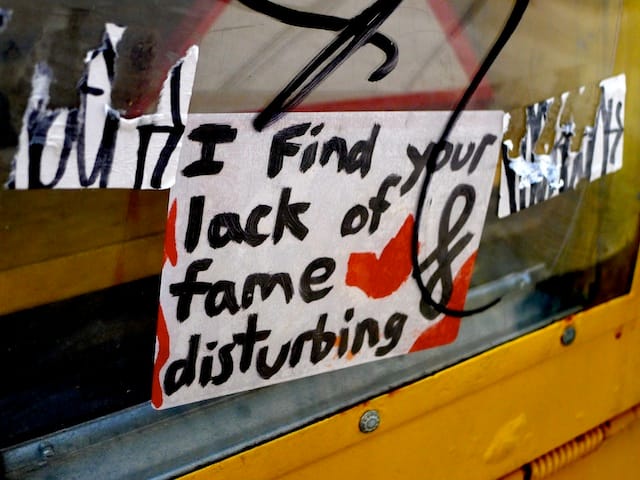 I Find your
lack of
fame
disturbing